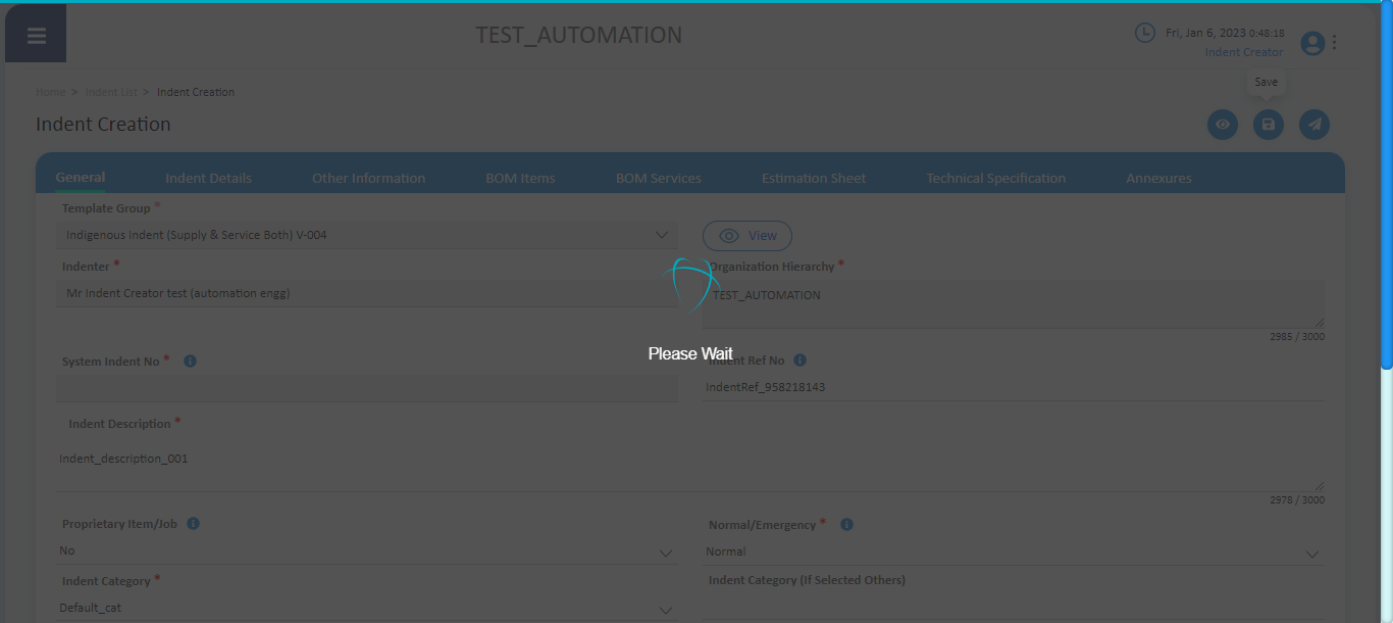 TEST_AUTOMATION
Fri, Jan 6, 2023 0:48:18
Indent Creator
Home > Indent List > Indent Creation
Save
Indent Creation
General Indent Details Other Information BOM Items BOM Services Estimation Sheet Technical Specification Annexures
Template Group *
Indigenous Indent (Supply & Service Both) V-004
View
Indenter *
Organization Hierarchy *
Mr Indent Creator test (automation engg)
TEST_AUTOMATION
2985 / 3000
Please Wait
System Indent No *
Indent Ref No
IndentRef_958218143
Indent Description *
Indent_description_001
2978 / 3000
Proprietary Item/Job
Normal/Emergency *
No
Normal
Indent Category *
Indent Category (If Selected Others)
Default_cat